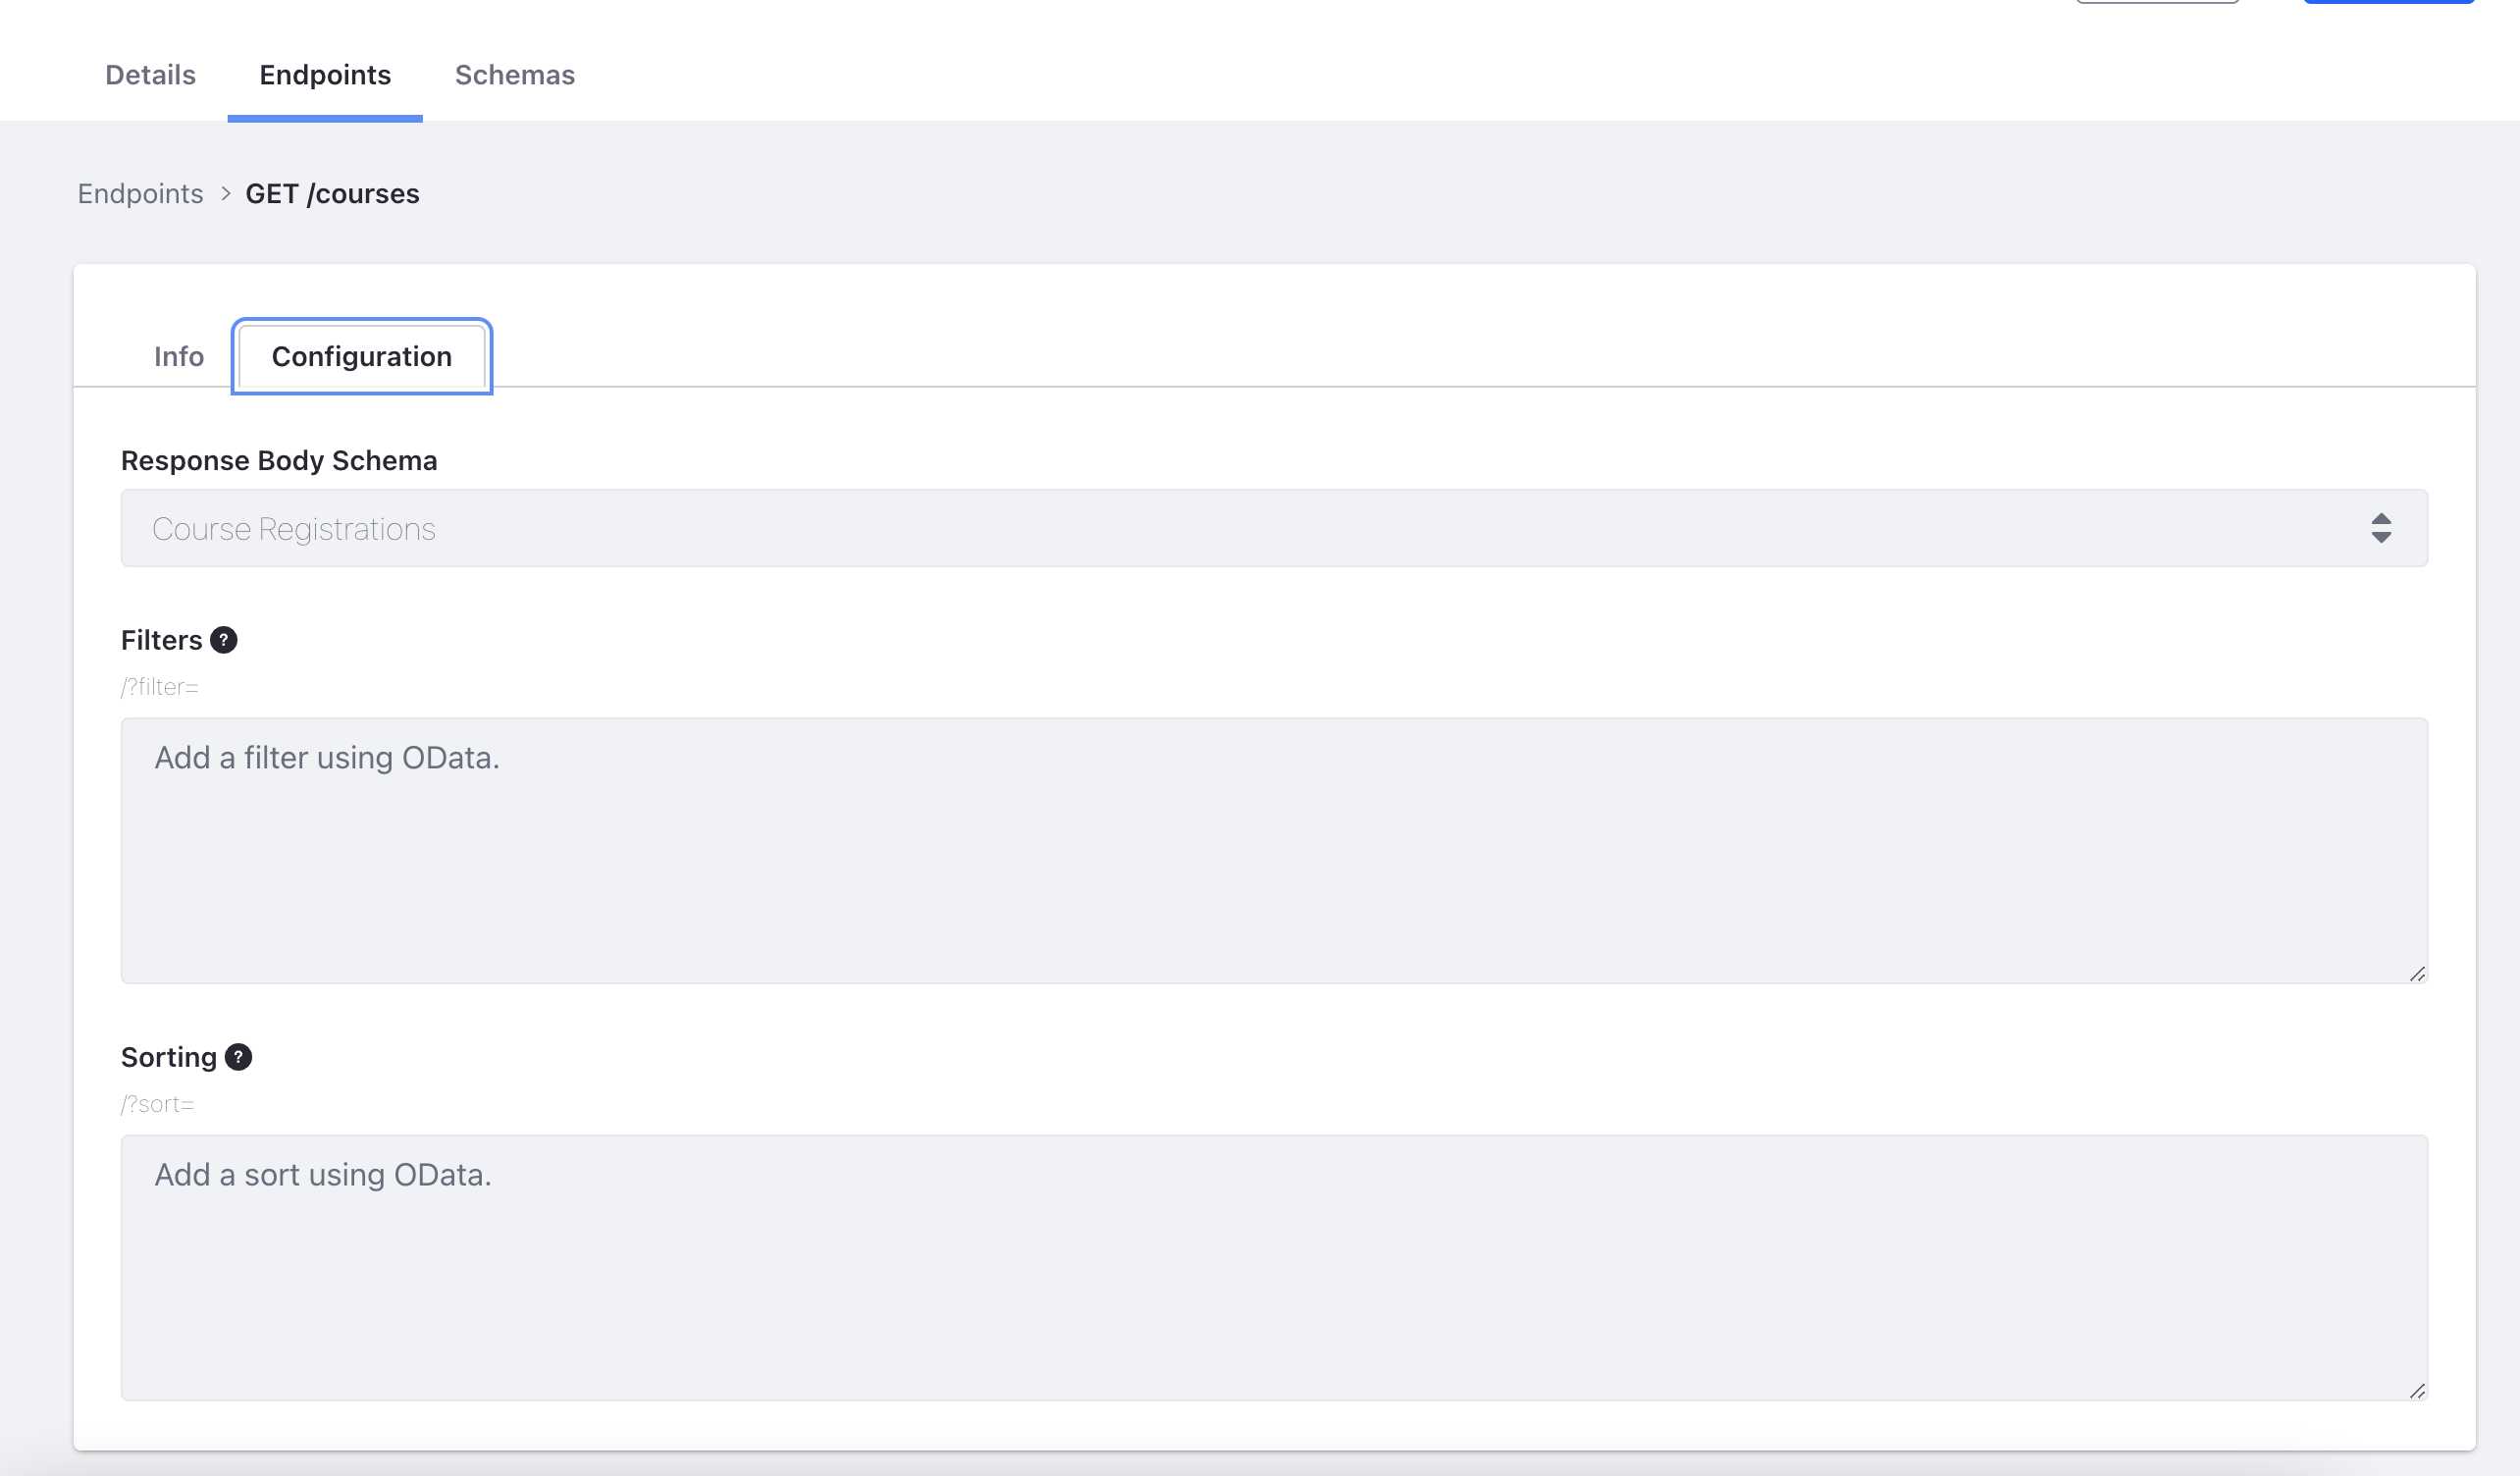 Details Endpoints Schemas
Endpoints > GET /courses
Info Configuration
Response Body Schema
Course Registrations
Filters ?
/?filter=
Add a filter using OData.
Sorting ?
/?sort=
Add a sort using OData.